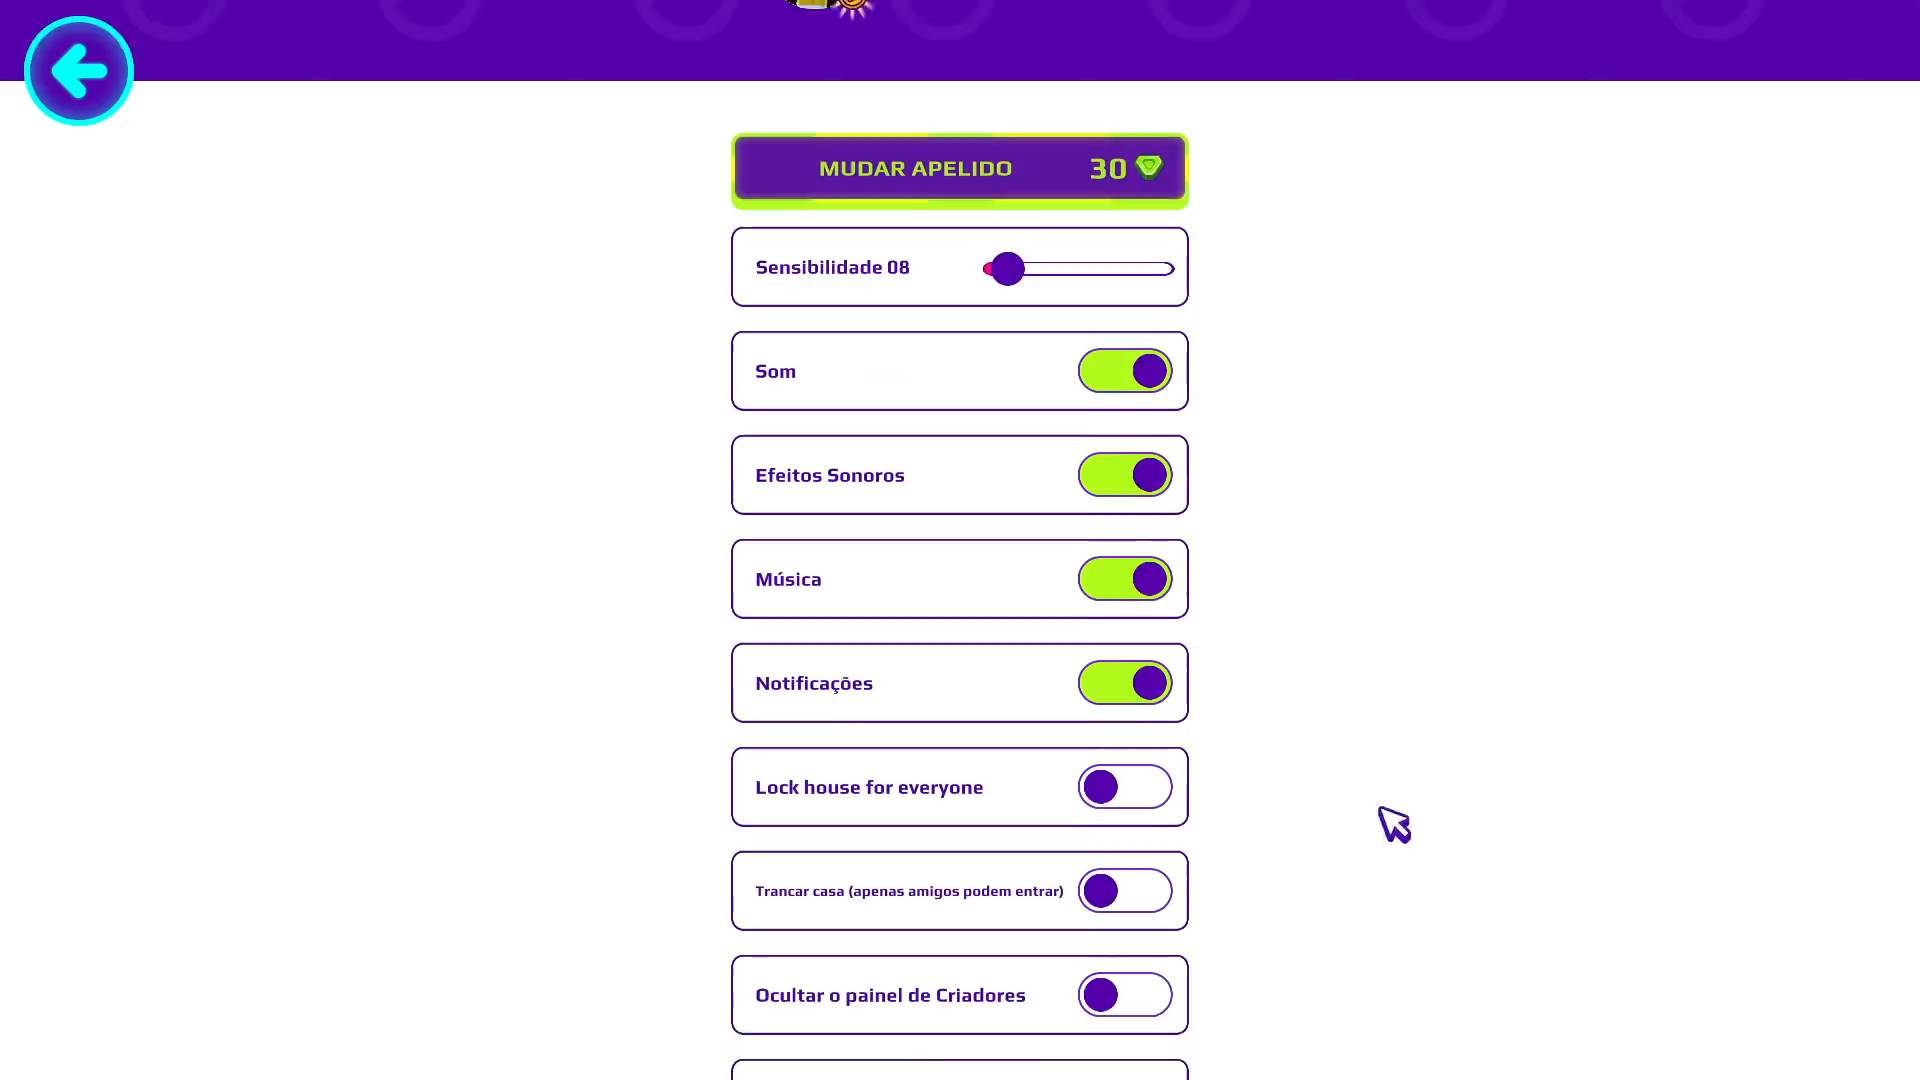 MUDAR APELIDO 30
Sensibilidade 08
Som
Efeitos Sonoros
Música
Notificações
Lock house for everyone
Trancar casa (apenas amigos podem entrar)
Ocultar o painel de Criadores